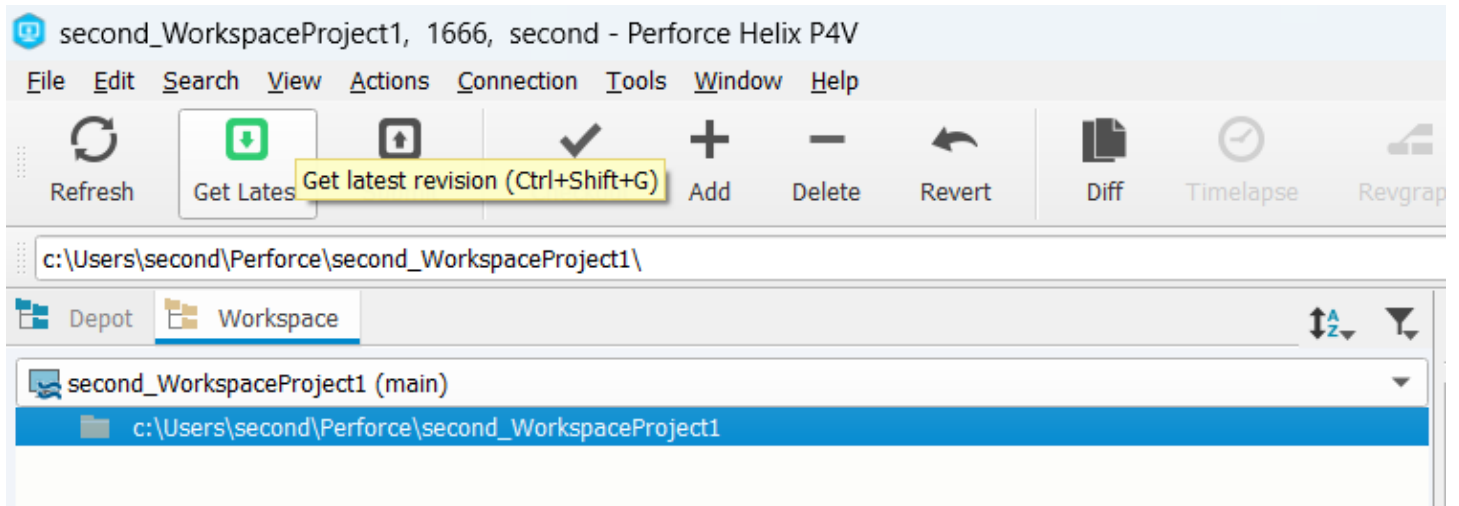 second_WorkspaceProject1, 1666, second - Perforce Helix P4V
File Edit Search View Actions Connection Tools Window Help
Refresh Get Lates Add Delete Revert Diff Timelapse Revgrap
Get latest revision (Ctrl+Shift+G)
c:\Users\second\Perforce\second_WorkspaceProject1\
Depot Workspace
second_WorkspaceProject1 (main)
c:\Users\second\Perforce\second_WorkspaceProject1